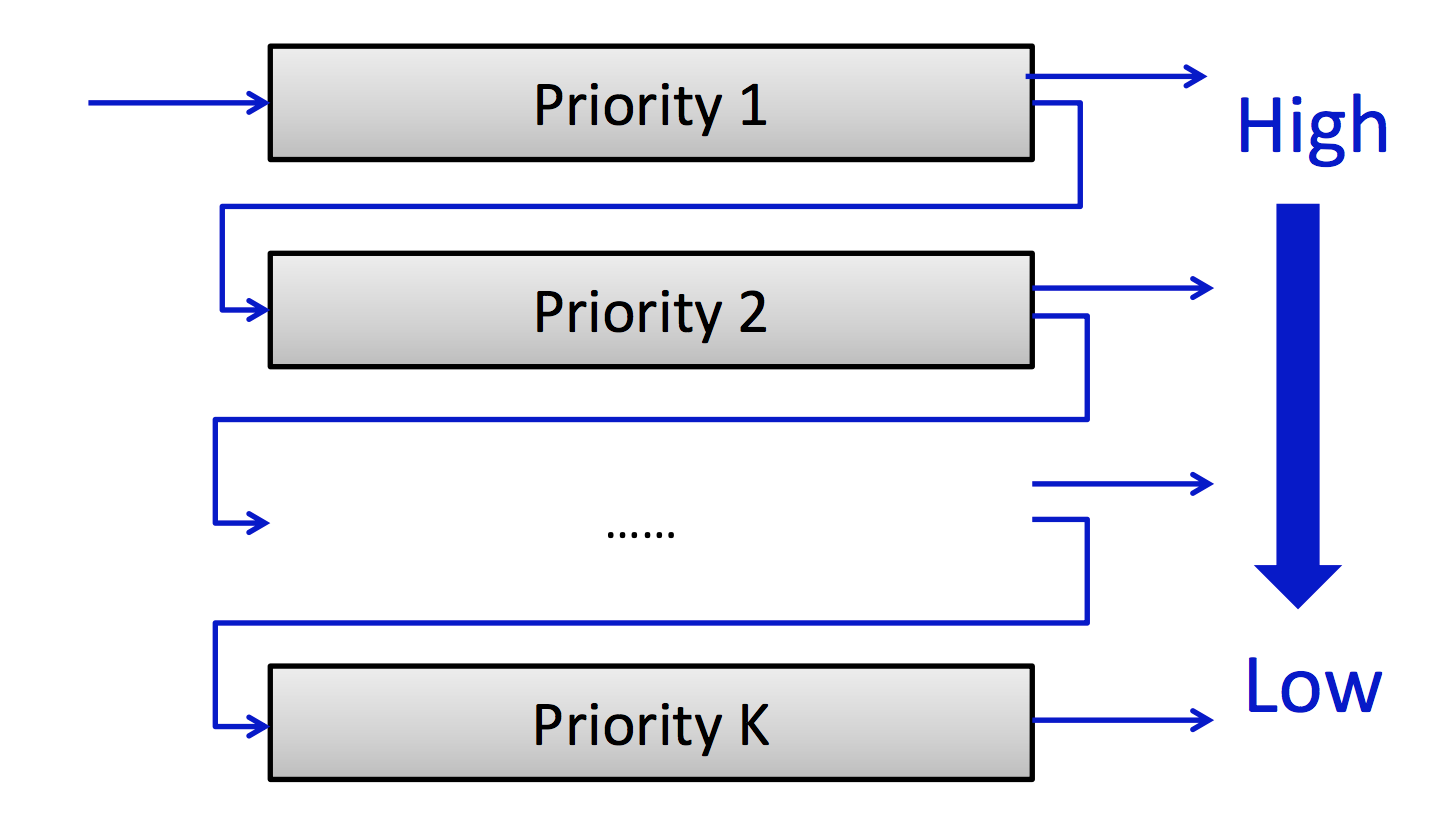 Priority 1
High
Priority 2
......
Priority K
Low